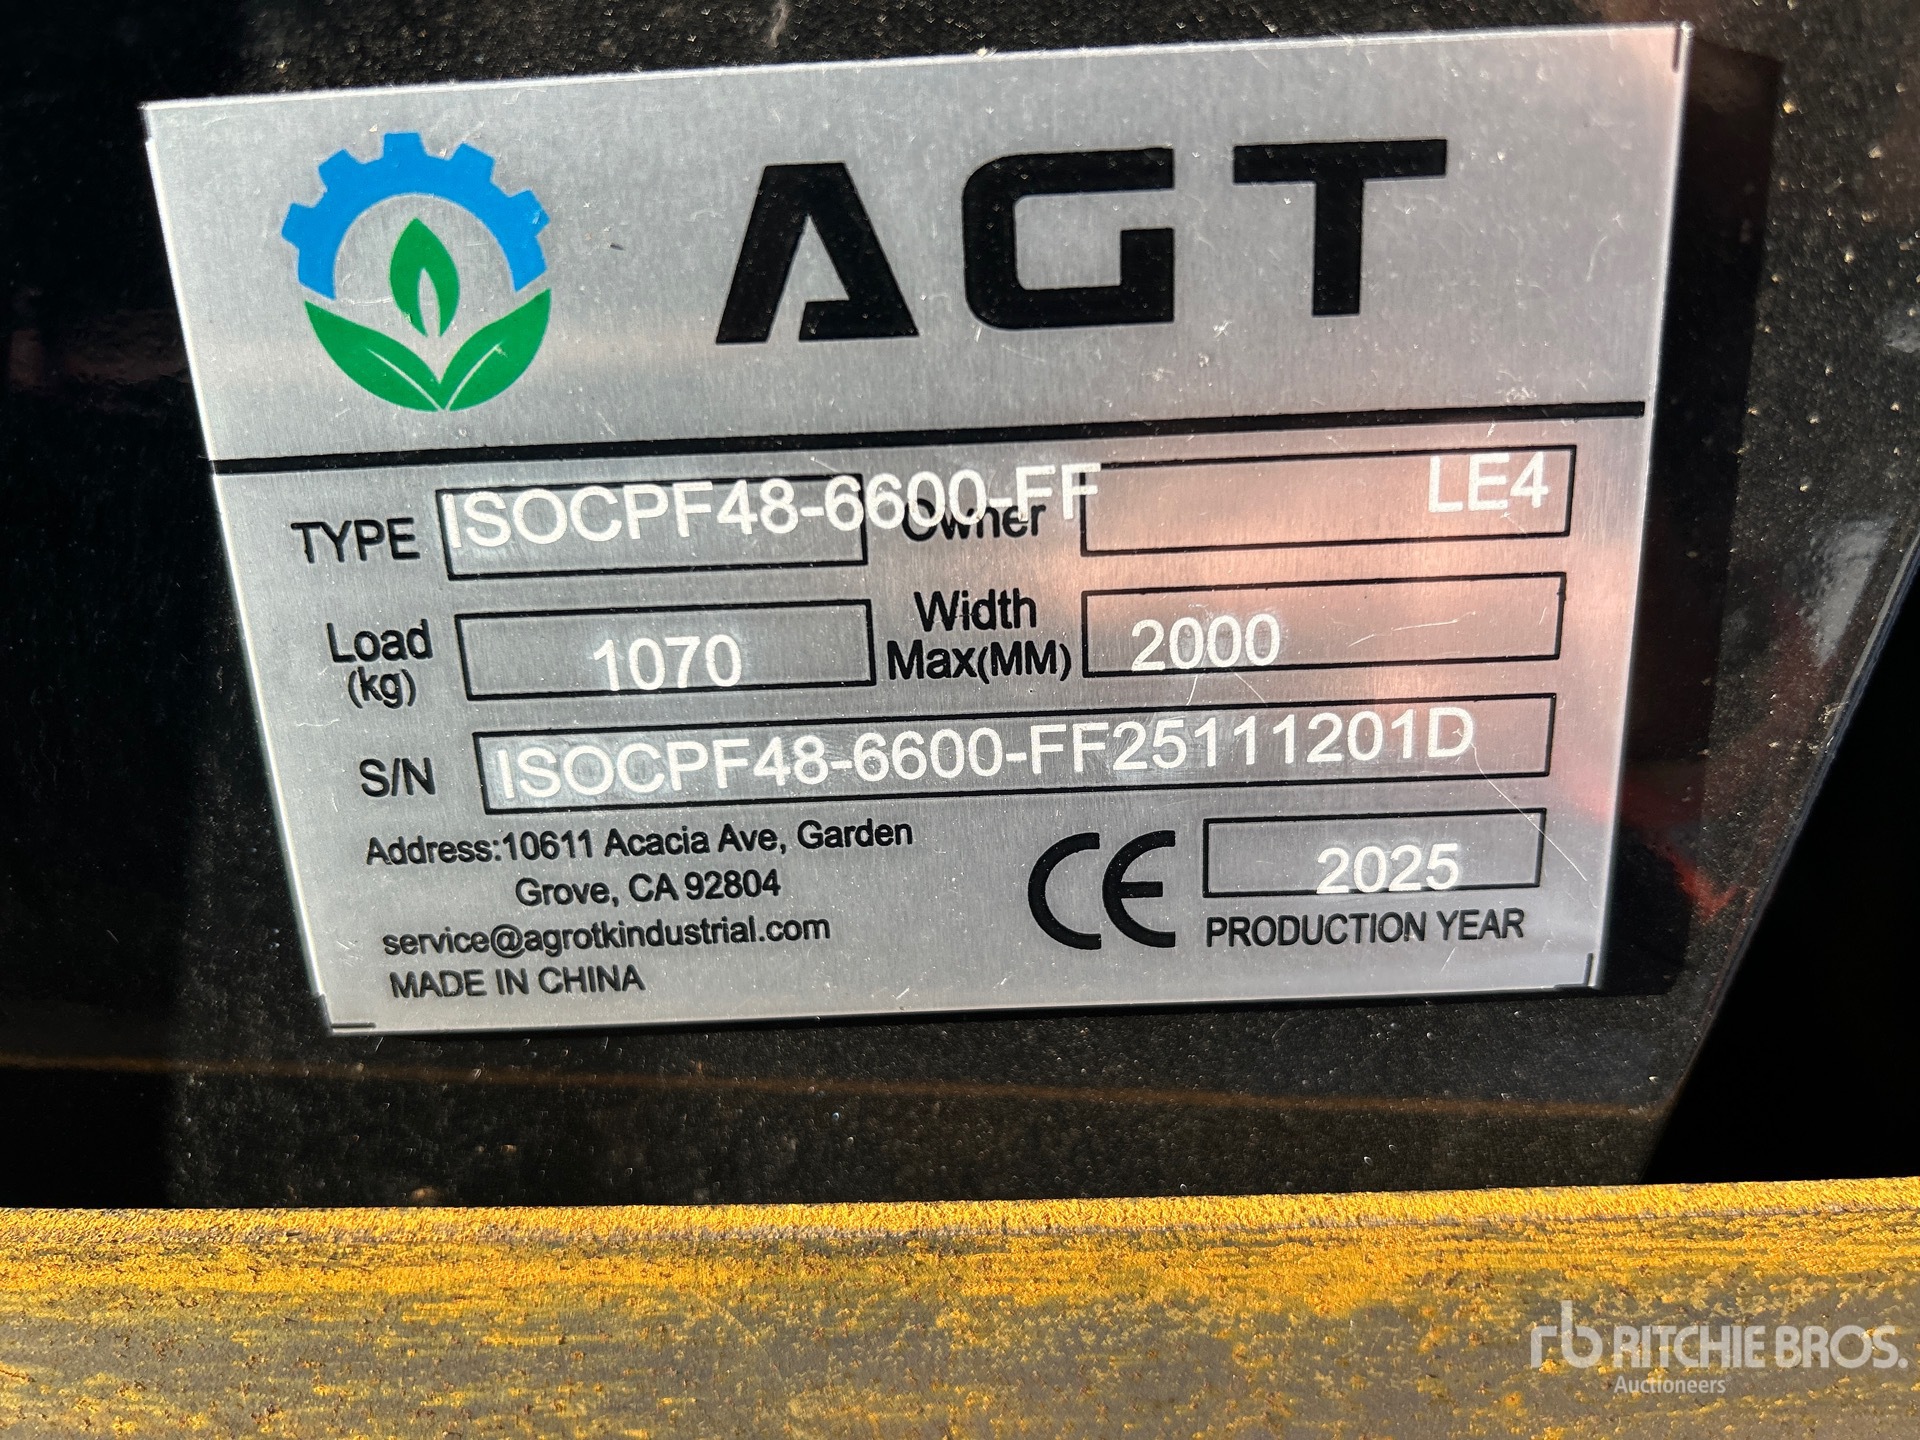 AGT
TYPE ISOCPF48-6600-FF Owner LE4
Load (kg) 1070 Width Max(MM) 2000
S/N ISOCPF48-6600-FF25111201D
Address:10611 Acacia Ave, Garden
Grove, CA 92804
service@agrotkindustrial.com
MADE IN CHINA
CE 2025
PRODUCTION YEAR
rb RITCHIE BROS.
Auctioneers